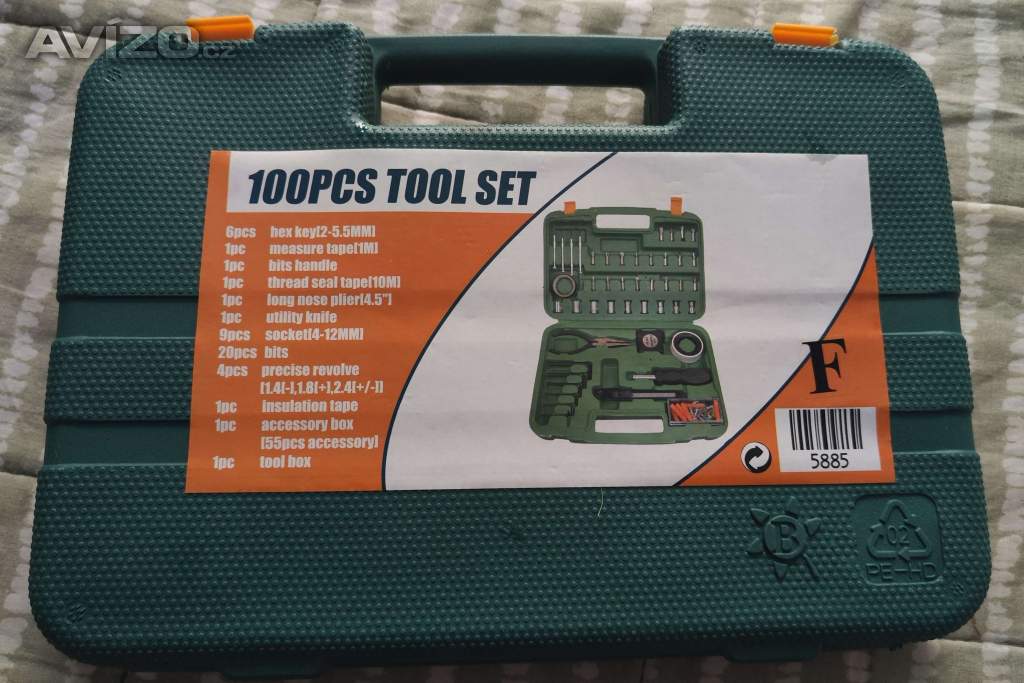 AVÍZO.cz
100PCS TOOL SET
6pcs hex key[2-5.5MM]
1pc measure tape[1M]
1pc bits handle
1pc thread seal tape[10M]
1pc long nose plier[4.5"]
1pc utility knife
9pcs socket[4-12MM]
20pcs bits
4pcs precise revolve
[1.4[-],1.8[+],2.4[+/-]]
1pc insulation tape
1pc accessory box
[55pcs accessory]
1pc tool box
F
5885
B
02
PE-HD